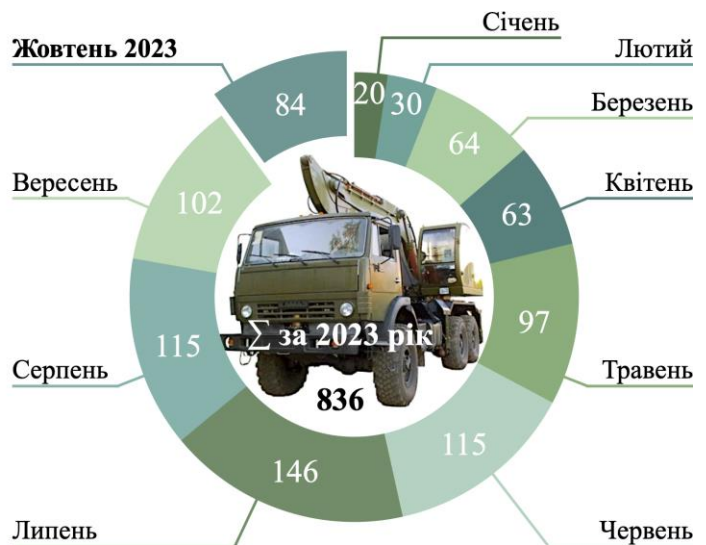 Січень
20
Лютий
30
Березень
64
Квітень
63
Травень
97
Червень
115
Липень
146
Серпень
115
Вересень
102
Жовтень 2023
84
∑ за 2023 рік
836